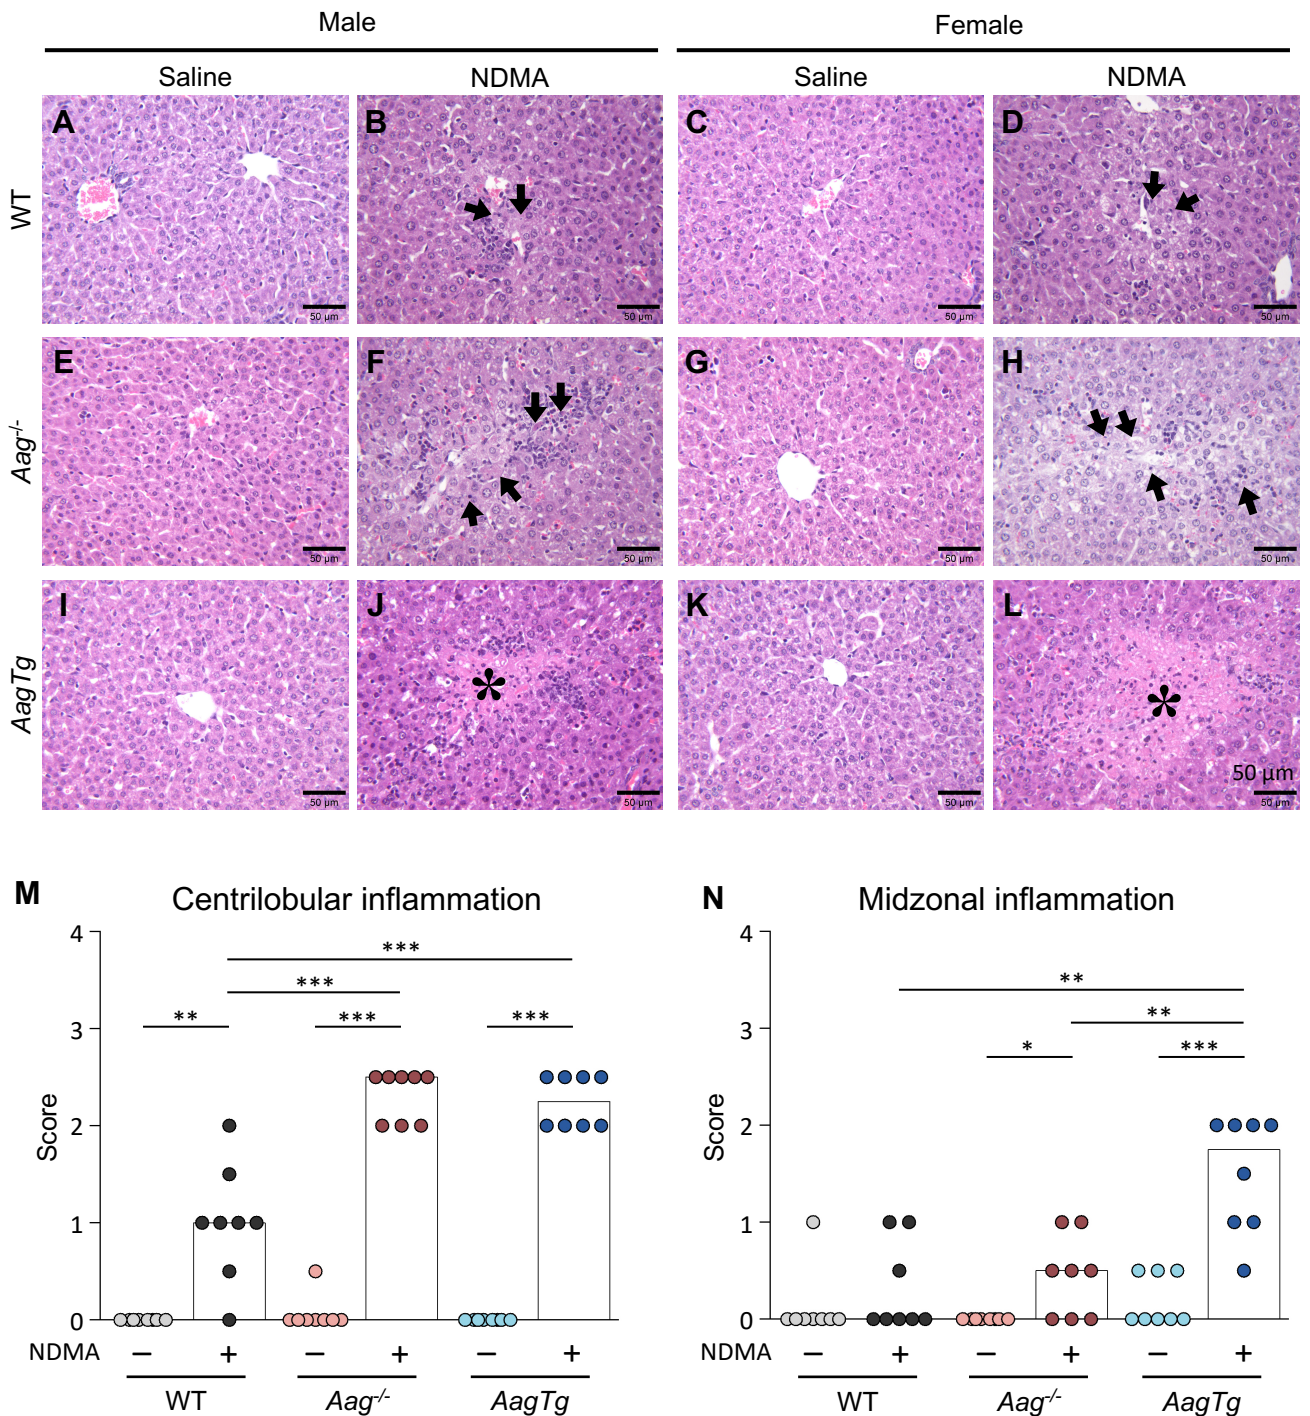 Male Female
Saline NDMA Saline NDMA
WT
A B C D
50 µm 50 µm 50 µm 50 µm
Aag-/-
E F G H
50 µm 50 µm 50 µm 50 µm
AagTg
I J K L
* *
50 µm
50 µm 50 µm 50 µm 50 µm
M Centrilobular inflammation
Score
4
3
2
1
0
***
***
** *** ***
NDMA − + − + − +
WT Aag-/- AagTg
N Midzonal inflammation
Score
4
3
2
1
0
**
**
* ***
NDMA − + − + − +
WT Aag-/- AagTg